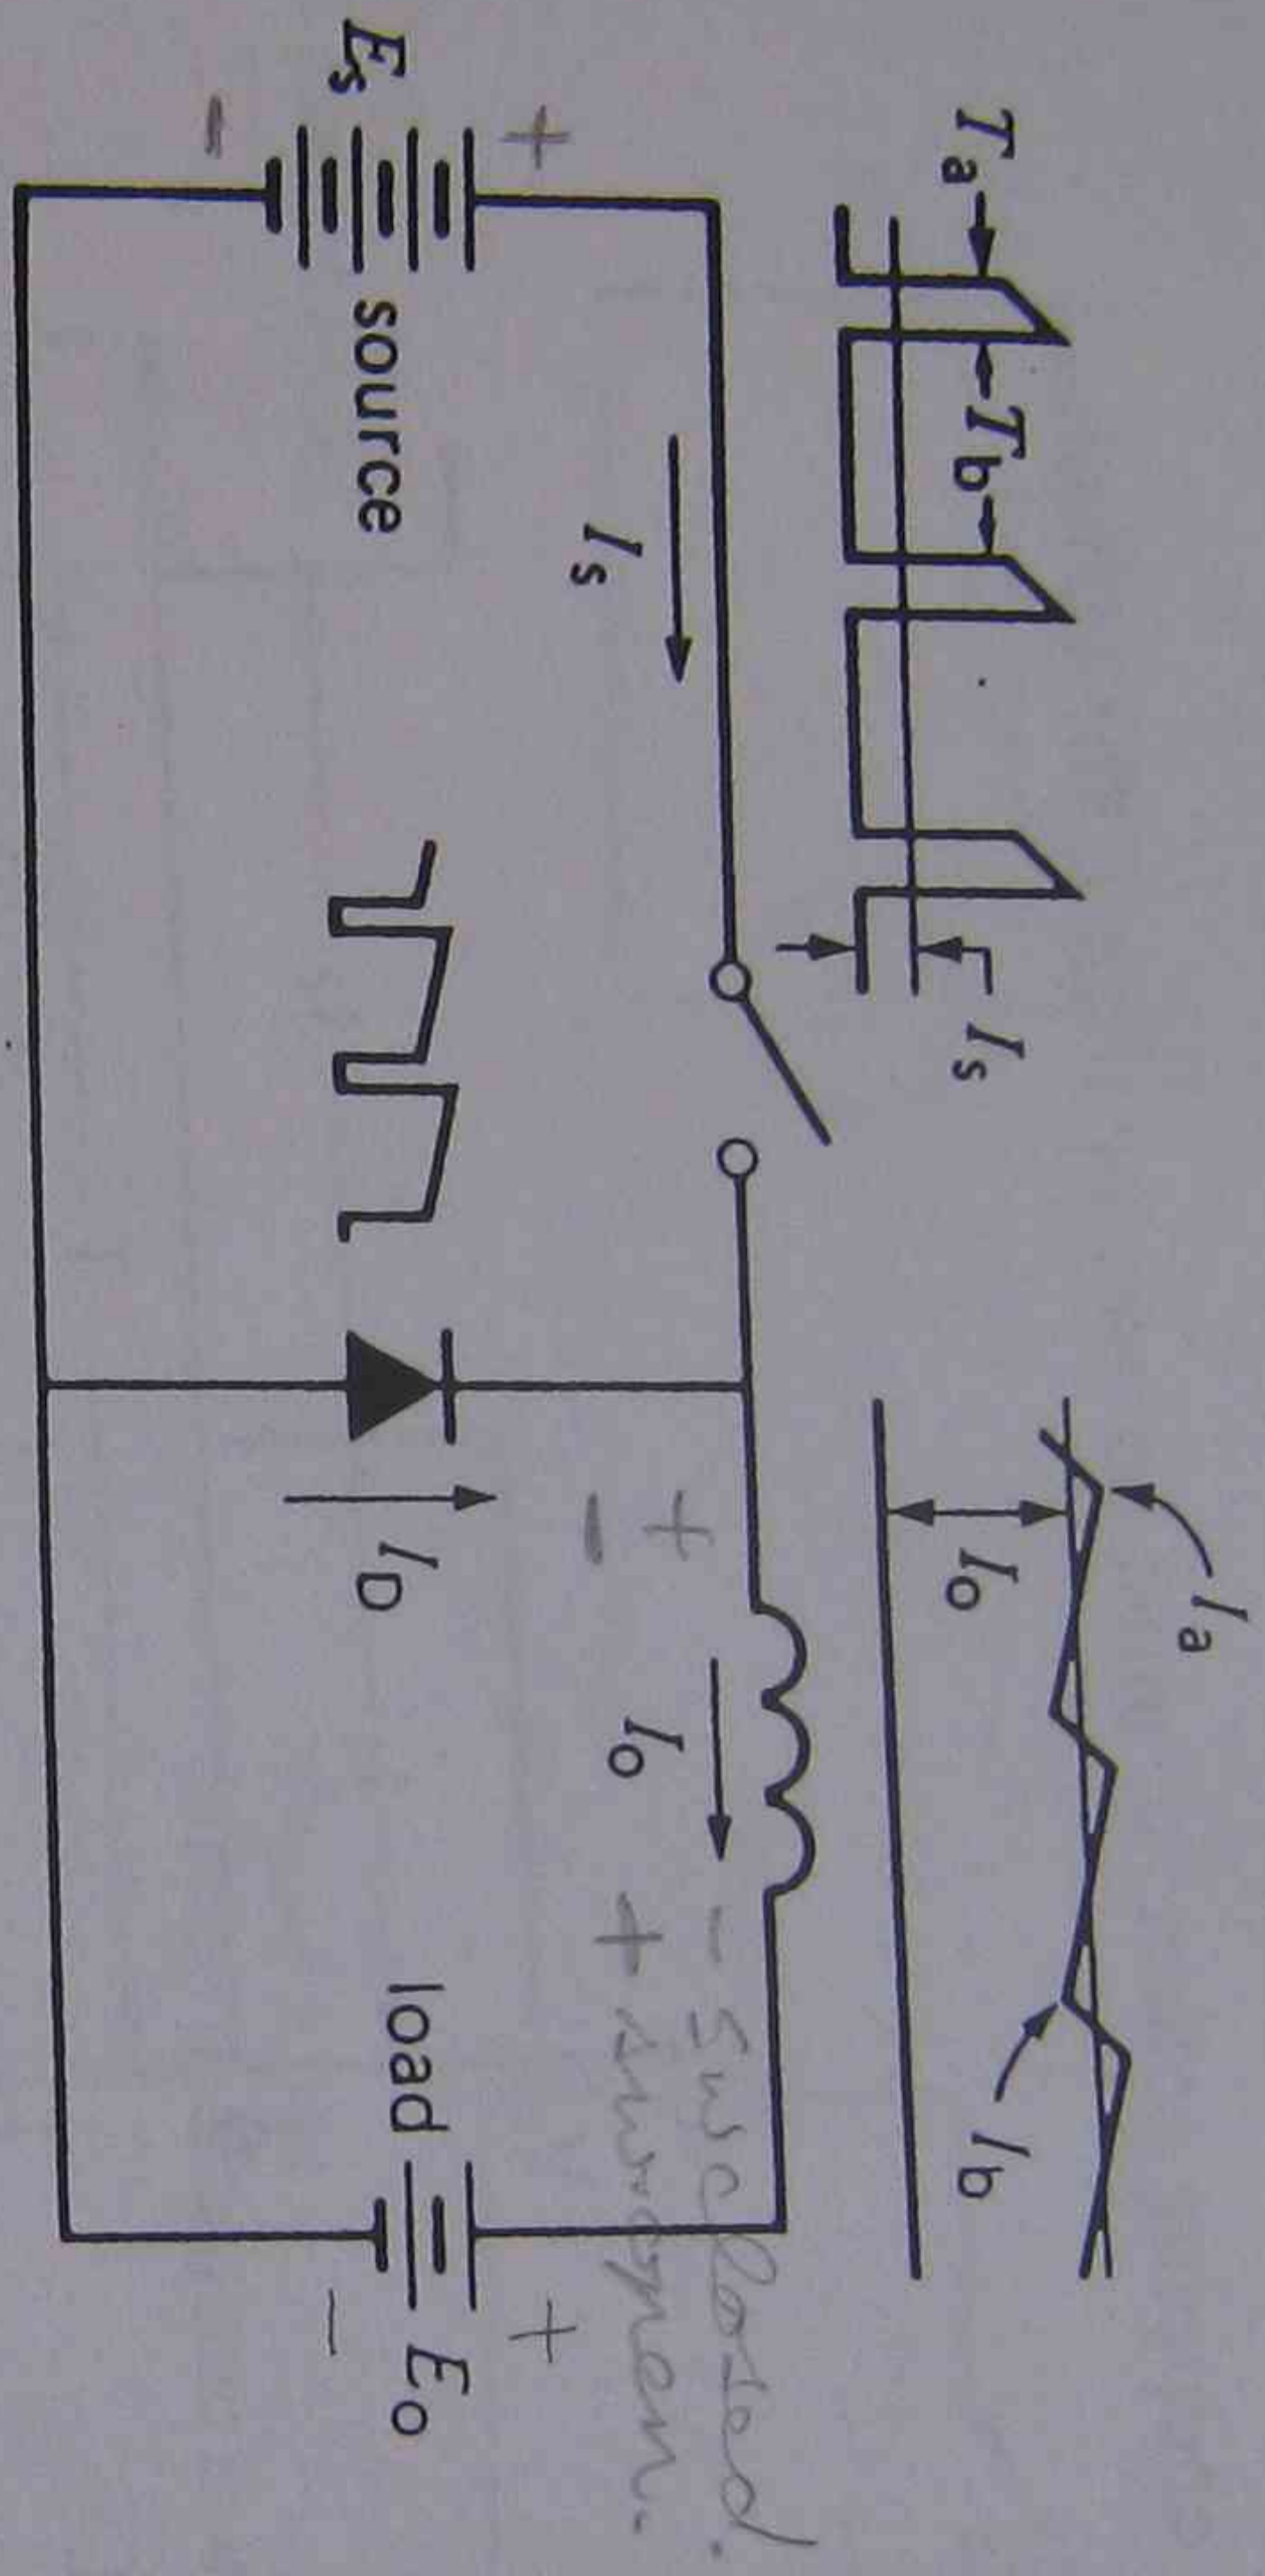 Ta
Tb
Is
Ia
Io
Ib
Is
+
-
Es
source
ID
+
- sw closed.
-
+ sw open.
Io
load
+
-
Eo